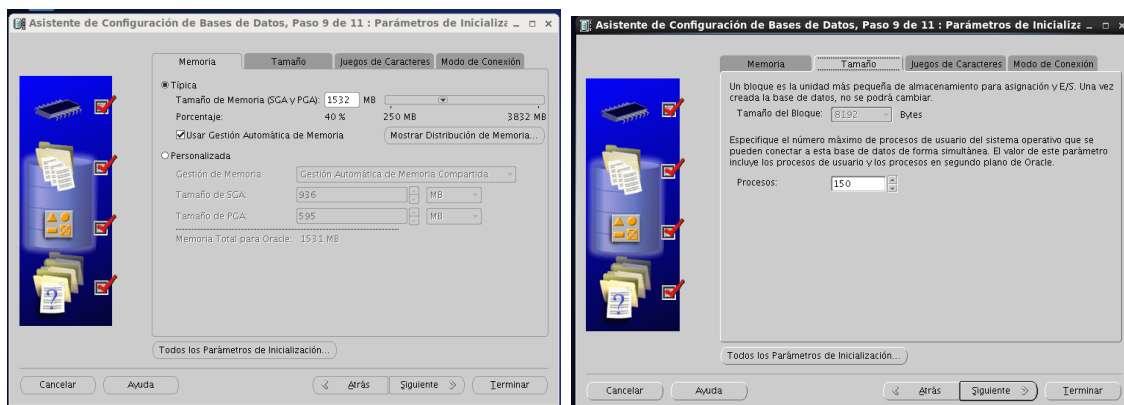 Asistente de Configuración de Bases de Datos, Paso 9 de 11 : Parámetros de Inicializa
Memoria Tamaño Juegos de Caracteres Modo de Conexión
Típica
Tamaño de Memoria (SGA y PGA): 1532 MB
Porcentaje: 40 % 250 MB 3832 MB
Usar Gestión Automática de Memoria Mostrar Distribución de Memoria...
Personalizada
Gestión de Memoria Gestión Automática de Memoria Compartida
Tamaño de SGA: 936 MB
Tamaño de PGA: 595 MB
Memoria Total para Oracle: 1531 MB
Todos los Parámetros de Inicialización...
Cancelar Ayuda Atrás Siguiente Terminar
Asistente de Configuración de Bases de Datos, Paso 9 de 11 : Parámetros de Inicializa
Memoria Tamaño Juegos de Caracteres Modo de Conexión
Un bloque es la unidad más pequeña de almacenamiento para asignación y E/S. Una vez
creada la base de datos, no se podrá cambiar.
Tamaño del Bloque: 8192 Bytes
Especifique el número máximo de procesos de usuario del sistema operativo que se
pueden conectar a esta base de datos de forma simultánea. El valor de este parámetro
incluye los procesos de usuario y los procesos en segundo plano de Oracle.
Procesos: 150
Todos los Parámetros de Inicialización...
Cancelar Ayuda Atrás Siguiente Terminar